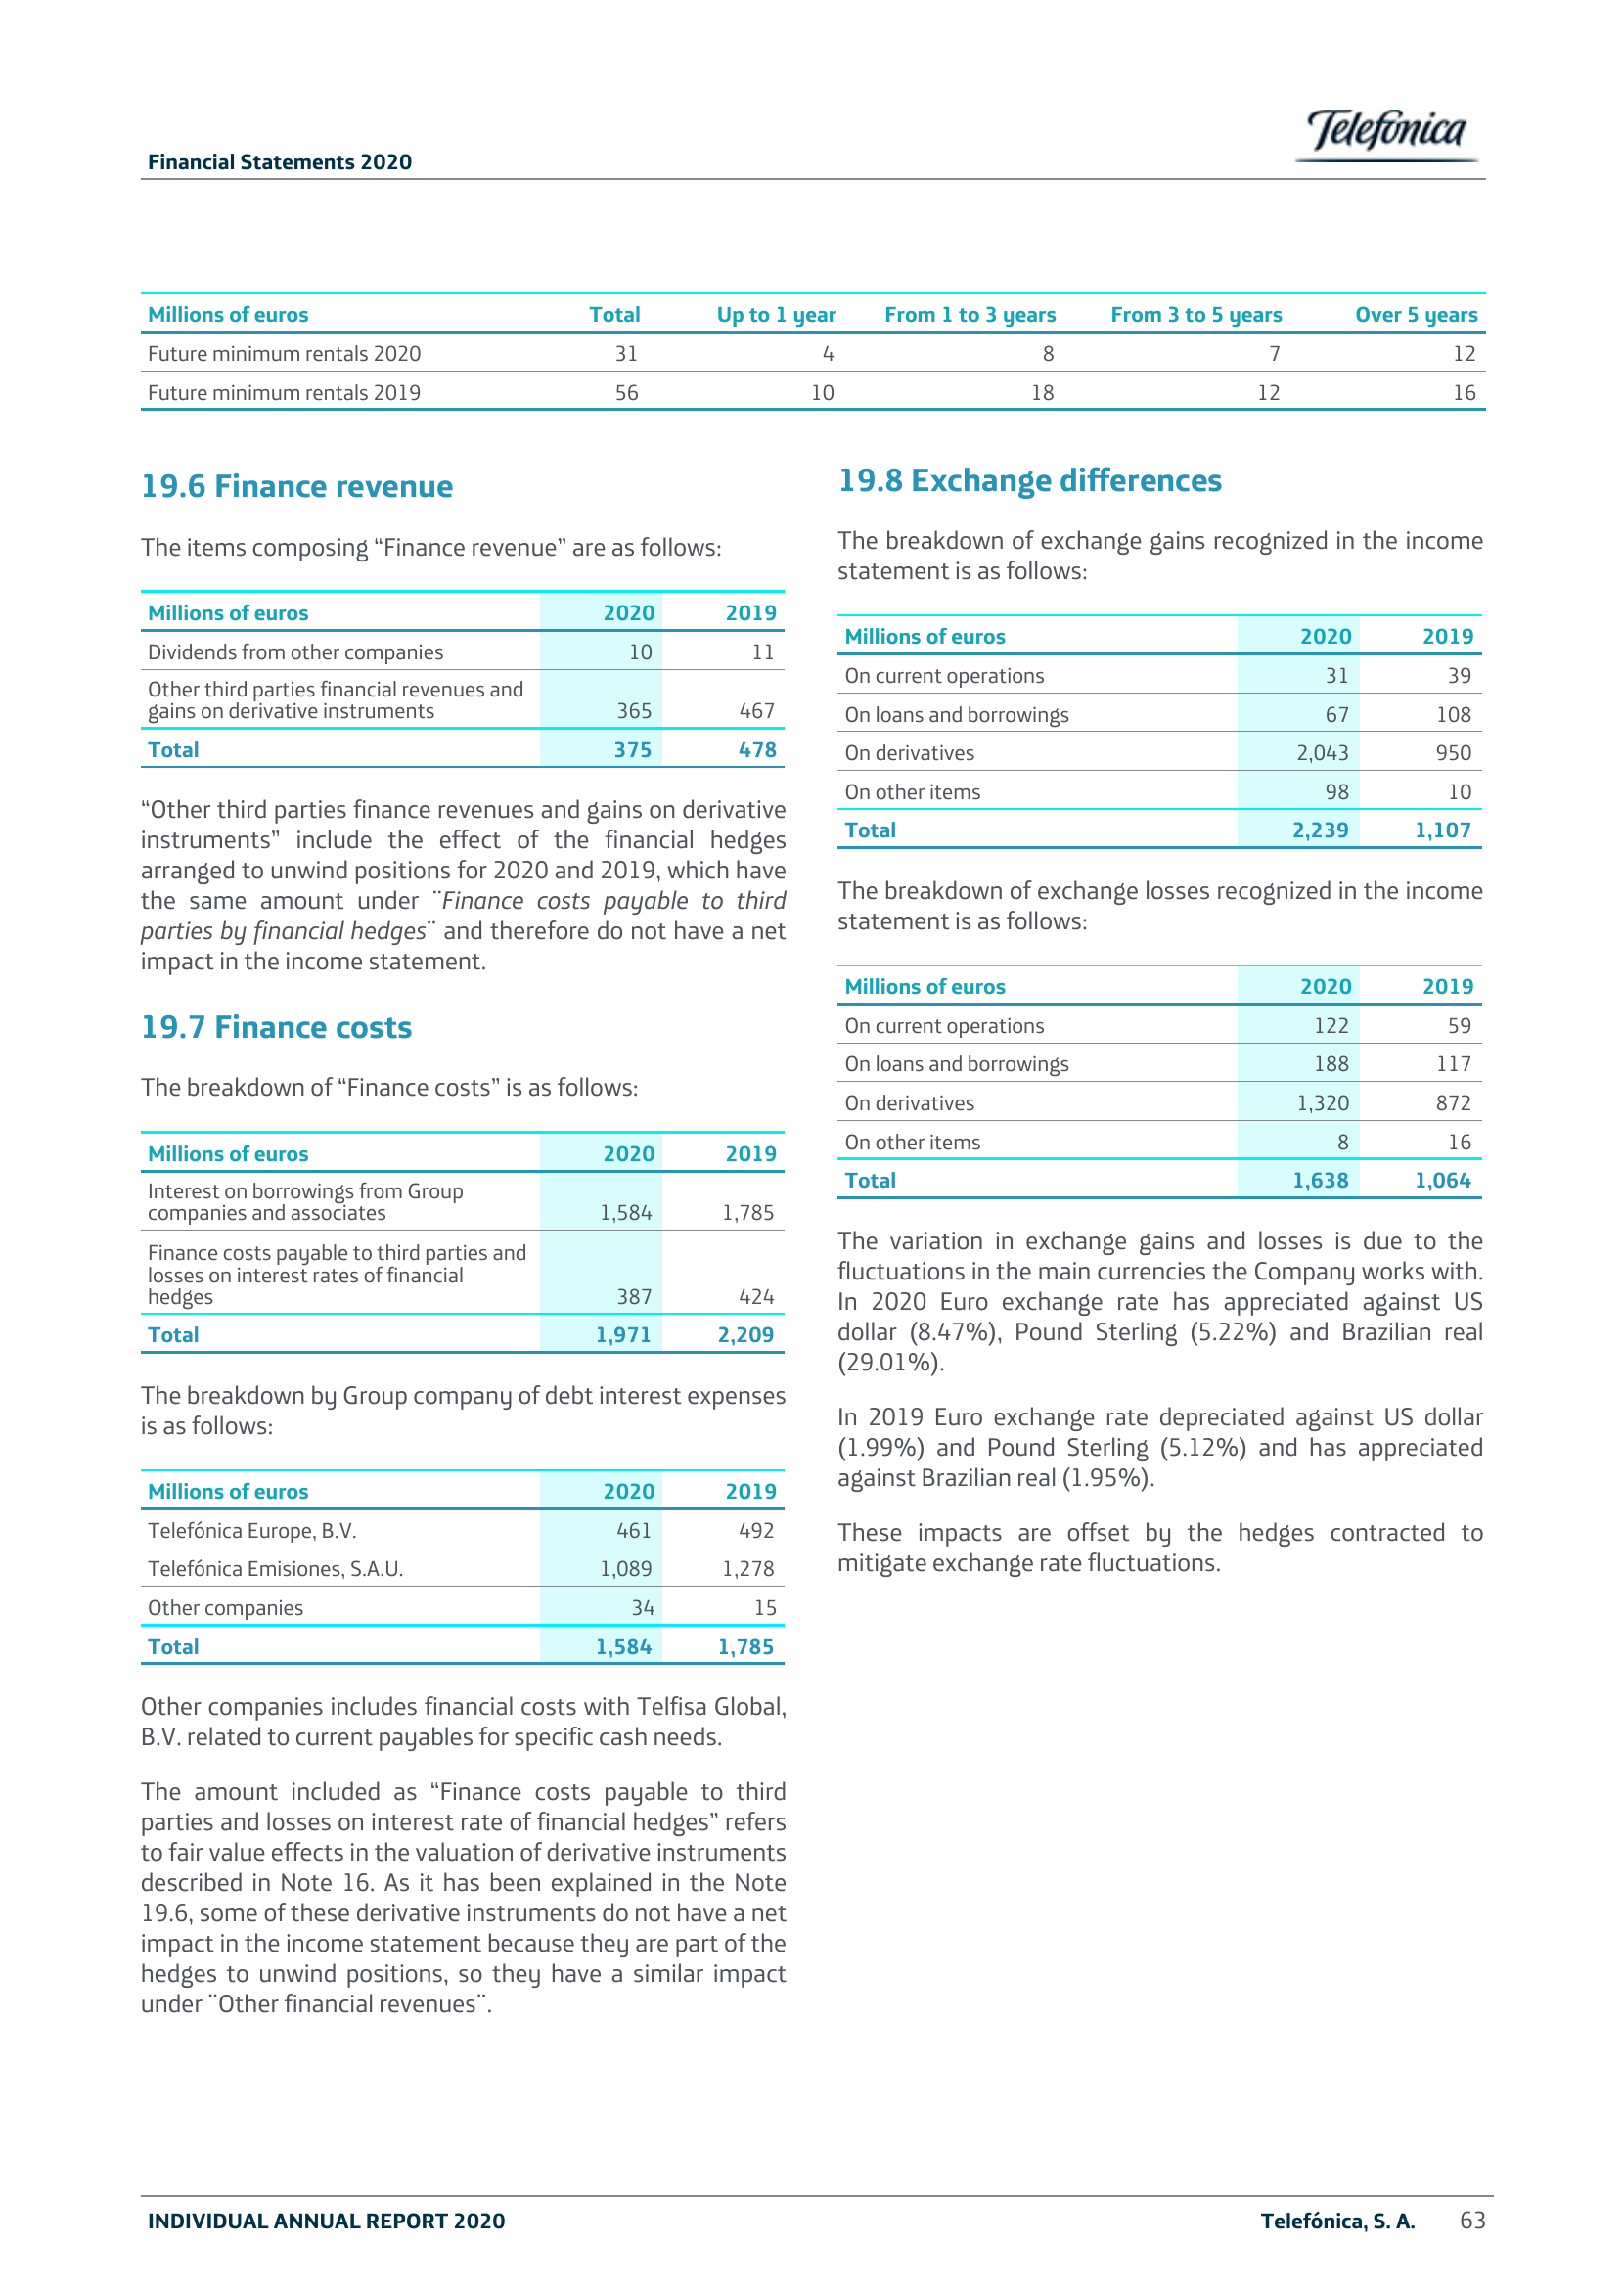 Telefónica
Financial Statements 2020
Millions of euros Total Up to 1 year From 1 to 3 years From 3 to 5 years Over 5 years
Future minimum rentals 2020 31 4 8 7 12
Future minimum rentals 2019 56 10 18 12 16
19.6 Finance revenue
The items composing “Finance revenue” are as follows:
Millions of euros 2020 2019
Dividends from other companies 10 11
Other third parties financial revenues and
gains on derivative instruments 365 467
Total 375 478
“Other third parties finance revenues and gains on derivative
instruments” include the effect of the financial hedges
arranged to unwind positions for 2020 and 2019, which have
the same amount under ¨Finance costs payable to third
parties by financial hedges¨ and therefore do not have a net
impact in the income statement.
19.7 Finance costs
The breakdown of “Finance costs” is as follows:
Millions of euros 2020 2019
Interest on borrowings from Group
companies and associates 1,584 1,785
Finance costs payable to third parties and
losses on interest rates of financial
hedges 387 424
Total 1,971 2,209
The breakdown by Group company of debt interest expenses
is as follows:
Millions of euros 2020 2019
Telefónica Europe, B.V. 461 492
Telefónica Emisiones, S.A.U. 1,089 1,278
Other companies 34 15
Total 1,584 1,785
Other companies includes financial costs with Telfisa Global,
B.V. related to current payables for specific cash needs.
The amount included as “Finance costs payable to third
parties and losses on interest rate of financial hedges” refers
to fair value effects in the valuation of derivative instruments
described in Note 16. As it has been explained in the Note
19.6, some of these derivative instruments do not have a net
impact in the income statement because they are part of the
hedges to unwind positions, so they have a similar impact
under ¨Other financial revenues¨.
19.8 Exchange differences
The breakdown of exchange gains recognized in the income
statement is as follows:
Millions of euros 2020 2019
On current operations 31 39
On loans and borrowings 67 108
On derivatives 2,043 950
On other items 98 10
Total 2,239 1,107
The breakdown of exchange losses recognized in the income
statement is as follows:
Millions of euros 2020 2019
On current operations 122 59
On loans and borrowings 188 117
On derivatives 1,320 872
On other items 8 16
Total 1,638 1,064
The variation in exchange gains and losses is due to the
fluctuations in the main currencies the Company works with.
In 2020 Euro exchange rate has appreciated against US
dollar (8.47%), Pound Sterling (5.22%) and Brazilian real
(29.01%).
In 2019 Euro exchange rate depreciated against US dollar
(1.99%) and Pound Sterling (5.12%) and has appreciated
against Brazilian real (1.95%).
These impacts are offset by the hedges contracted to
mitigate exchange rate fluctuations.
INDIVIDUAL ANNUAL REPORT 2020 Telefónica, S. A. 63